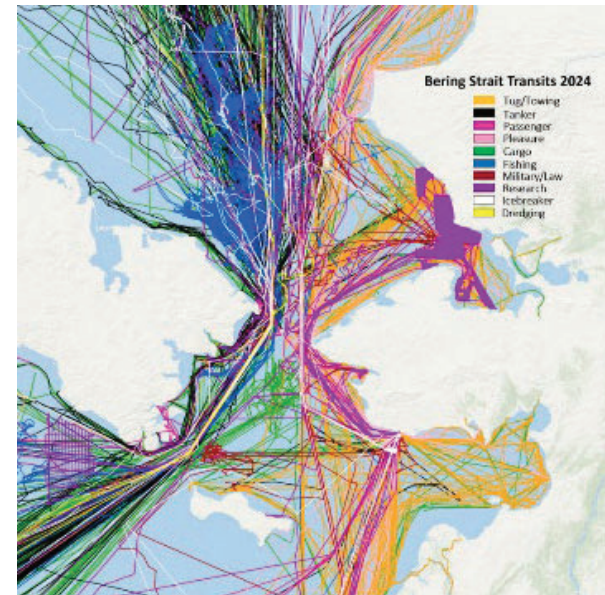 Bering Strait Transits 2024
Tug/Towing
Tanker
Passenger
Pleasure
Cargo
Fishing
Military/Law
Research
Icebreaker
Dredging